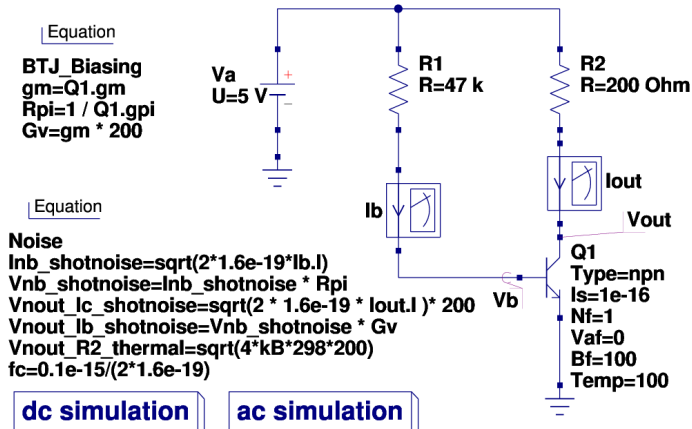 Equation
BTJ_Biasing
gm=Q1.gm
Rpi=1 / Q1.gpi
Gv=gm * 200
Va
U=5 V
+
_
R1
R=47 k
R2
R=200 Ohm
Ib
Iout
Vout
Vb
Q1
Type=npn
Is=1e-16
Nf=1
Vaf=0
Bf=100
Temp=100
Equation
Noise
Inb_shotnoise=sqrt(2*1.6e-19*Ib.I)
Vnb_shotnoise=Inb_shotnoise * Rpi
Vnout_Ic_shotnoise=sqrt(2 * 1.6e-19 * Iout.I )* 200
Vnout_Ib_shotnoise=Vnb_shotnoise * Gv
Vnout_R2_thermal=sqrt(4*kB*298*200)
fc=0.1e-15/(2*1.6e-19)
dc simulation
ac simulation